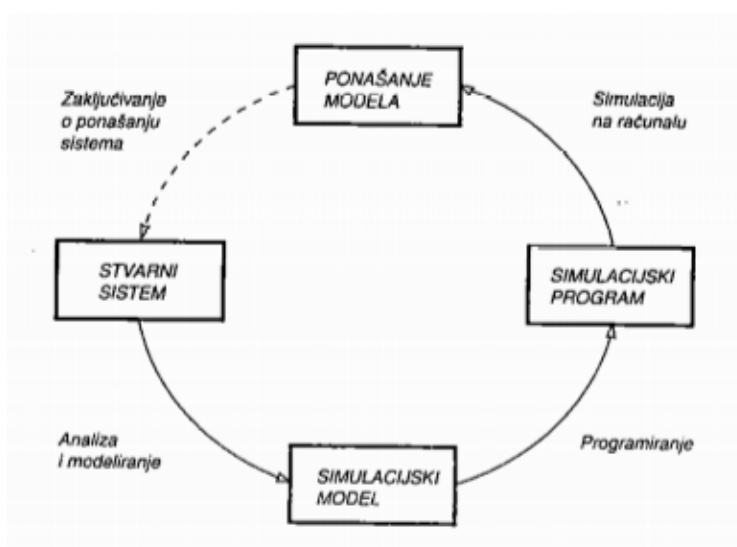 PONAŠANJE
MODELA
Zaključivanje
o ponašanju
sistema
Simulacija
na računalu
STVARNI
SISTEM
SIMULACIJSKI
PROGRAM
Analiza
i modeliranje
Programiranje
SIMULACIJSKI
MODEL